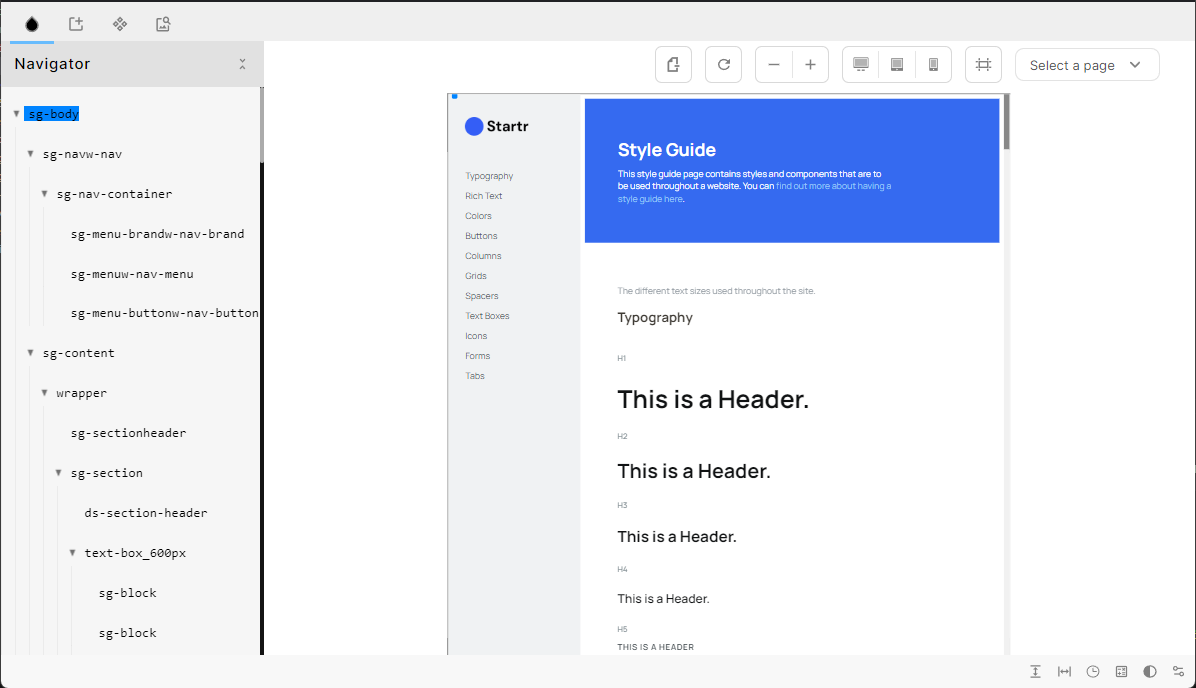 Navigator
Select a page
sg-body
sg-navw-nav
sg-nav-container
sg-menu-brandw-nav-brand
sg-menuw-nav-menu
sg-menu-buttonw-nav-button
sg-content
wrapper
sg-sectionheader
sg-section
ds-section-header
text-box_600px
sg-block
sg-block
Startr
Typography
Rich Text
Colors
Buttons
Columns
Grids
Spacers
Text Boxes
Icons
Forms
Tabs
Style Guide
This style guide page contains styles and components that are to
be used throughout a website. You can find out more about having a
style guide here.
The different text sizes used throughout the site.
Typography
H1
This is a Header.
H2
This is a Header.
H3
This is a Header.
H4
This is a Header.
H5
THIS IS A HEADER